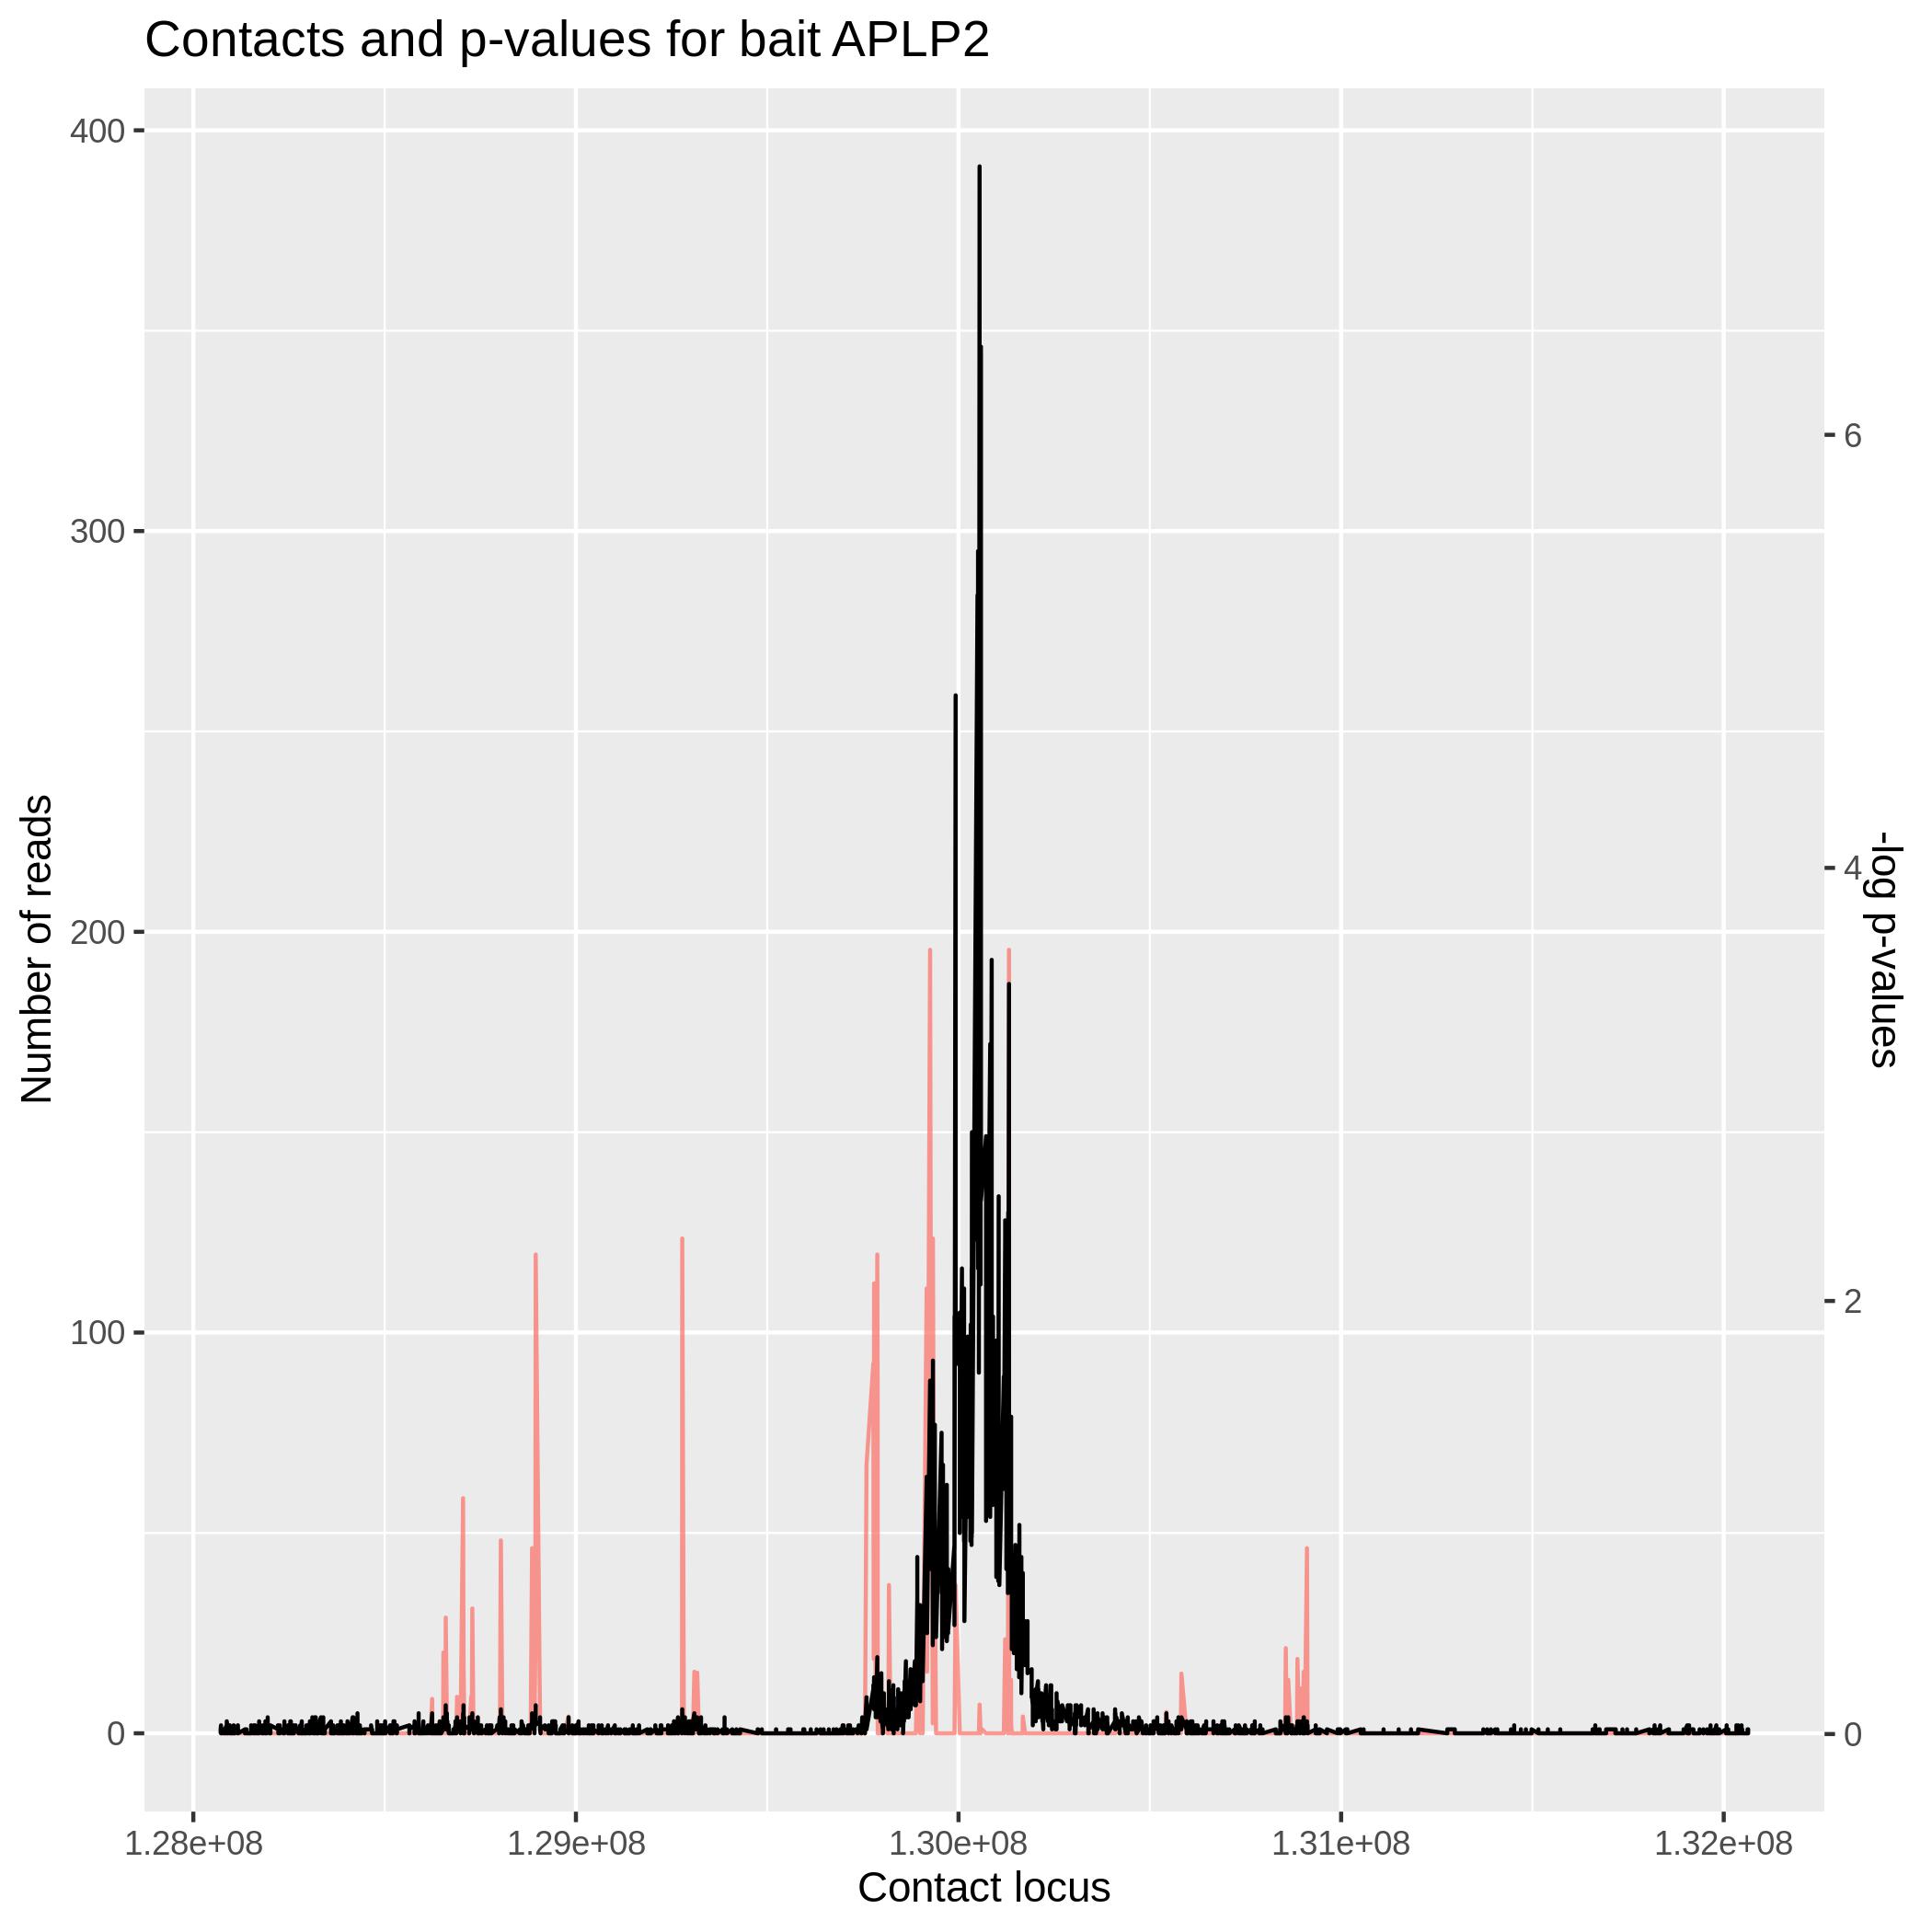 Contacts and p-values for bait APLP2
400
300
200
100
0
Number of reads
6
4
2
0
-log p-values
1.28e+08
1.29e+08
1.30e+08
1.31e+08
1.32e+08
Contact locus